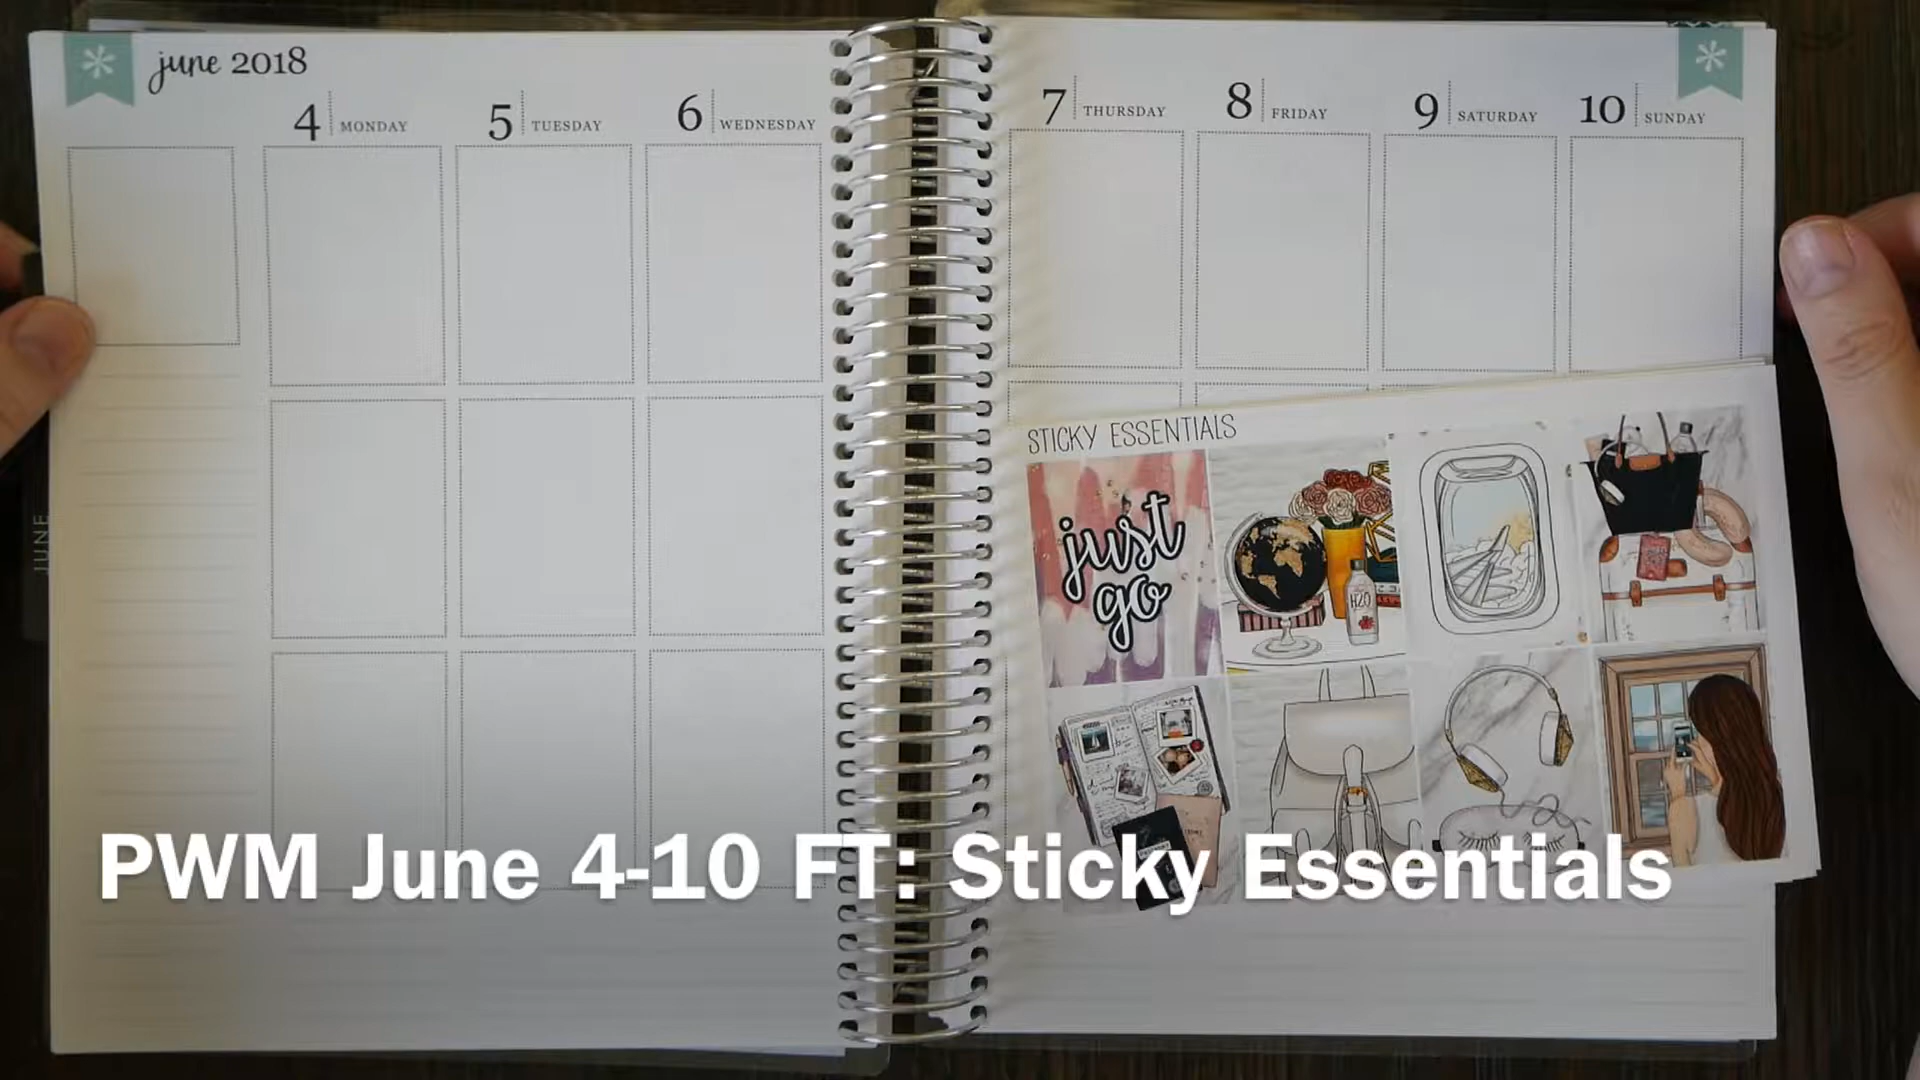 june 2018
4 MONDAY
5 TUESDAY
6 WEDNESDAY
7 THURSDAY
8 FRIDAY
9 SATURDAY
10 SUNDAY
JUNE
STICKY ESSENTIALS
just
go
H2O
PWM June 4-10 FT: Sticky Essentials